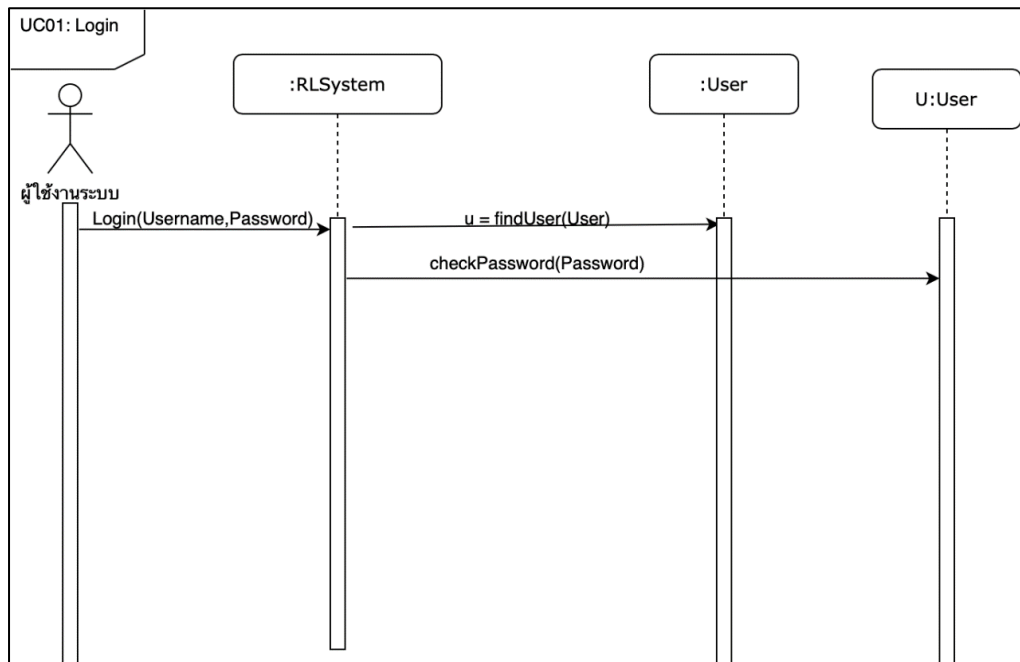 UC01: Login
:RLSystem
:User
U:User
ผู้ใช้งานระบบ
Login(Username,Password)
u = findUser(User)
checkPassword(Password)